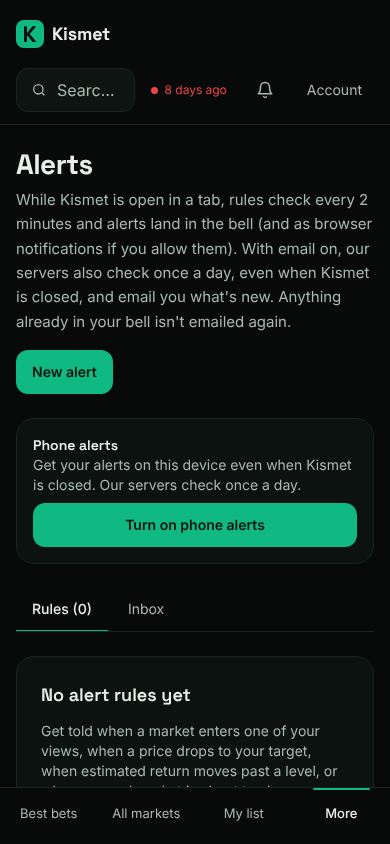 K Kismet
Searc...
8 days ago
Account
Alerts
While Kismet is open in a tab, rules check every 2
minutes and alerts land in the bell (and as browser
notifications if you allow them). With email on, our
servers also check once a day, even when Kismet
is closed, and email you what's new. Anything
already in your bell isn't emailed again.
New alert
Phone alerts
Get your alerts on this device even when Kismet
is closed. Our servers check once a day.
Turn on phone alerts
Rules (0)
Inbox
No alert rules yet
Get told when a market enters one of your
views, when a price drops to your target,
when estimated return moves past a level, or
Best bets
All markets
My list
More